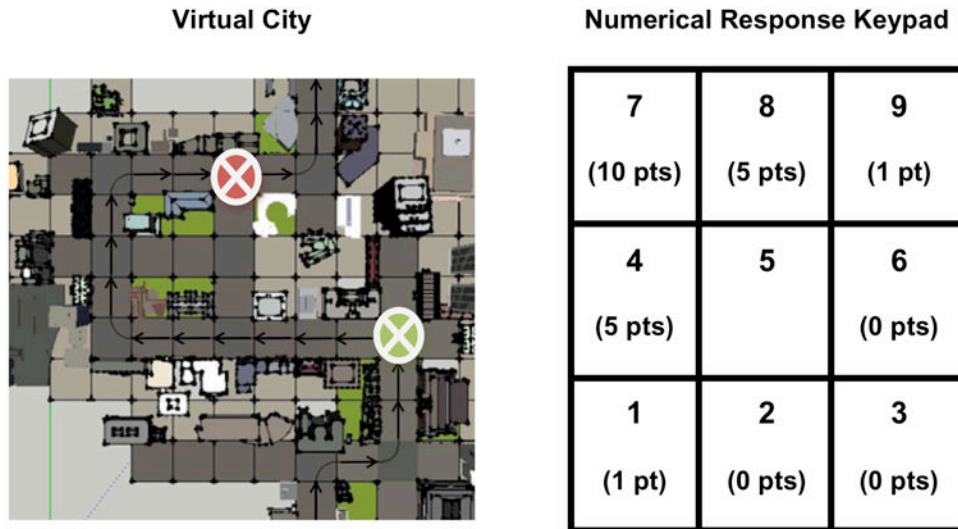 Virtual City
Numerical Response Keypad
7 8 9
(10 pts) (5 pts) (1 pt)
4 5 6
(5 pts) (0 pts)
1 2 3
(1 pt) (0 pts) (0 pts)